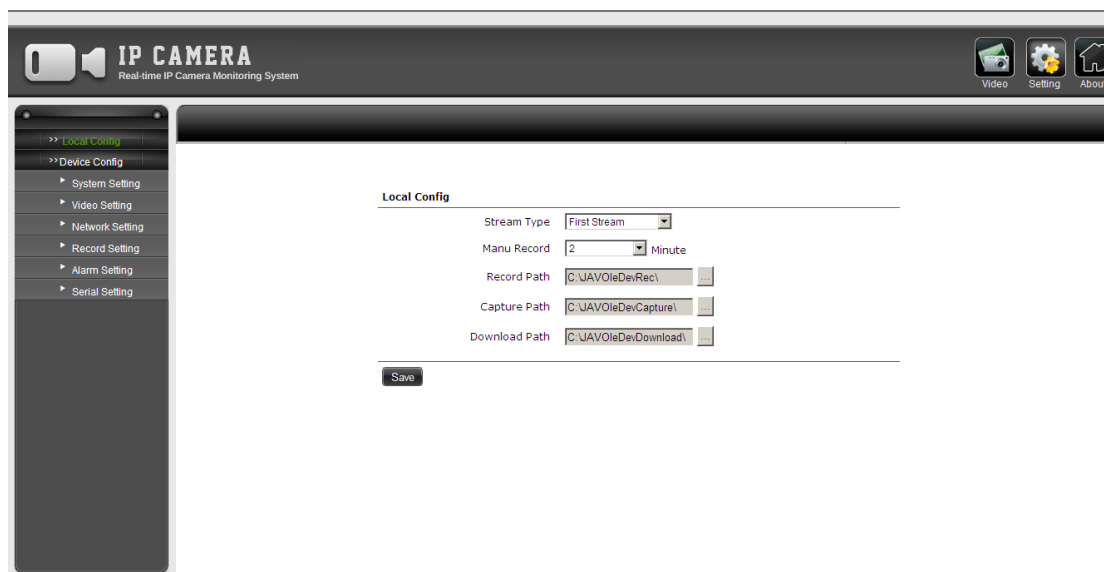 IP CAMERA
Real-time IP Camera Monitoring System
Video Setting About
>> Local Config
>> Device Config
System Setting
Video Setting
Network Setting
Record Setting
Alarm Setting
Serial Setting
Local Config
Stream Type First Stream
Manu Record 2 Minute
Record Path C:\JAVOleDevRec\ ...
Capture Path C:\JAVOleDevCapture\ ...
Download Path C:\JAVOleDevDownload\ ...
Save